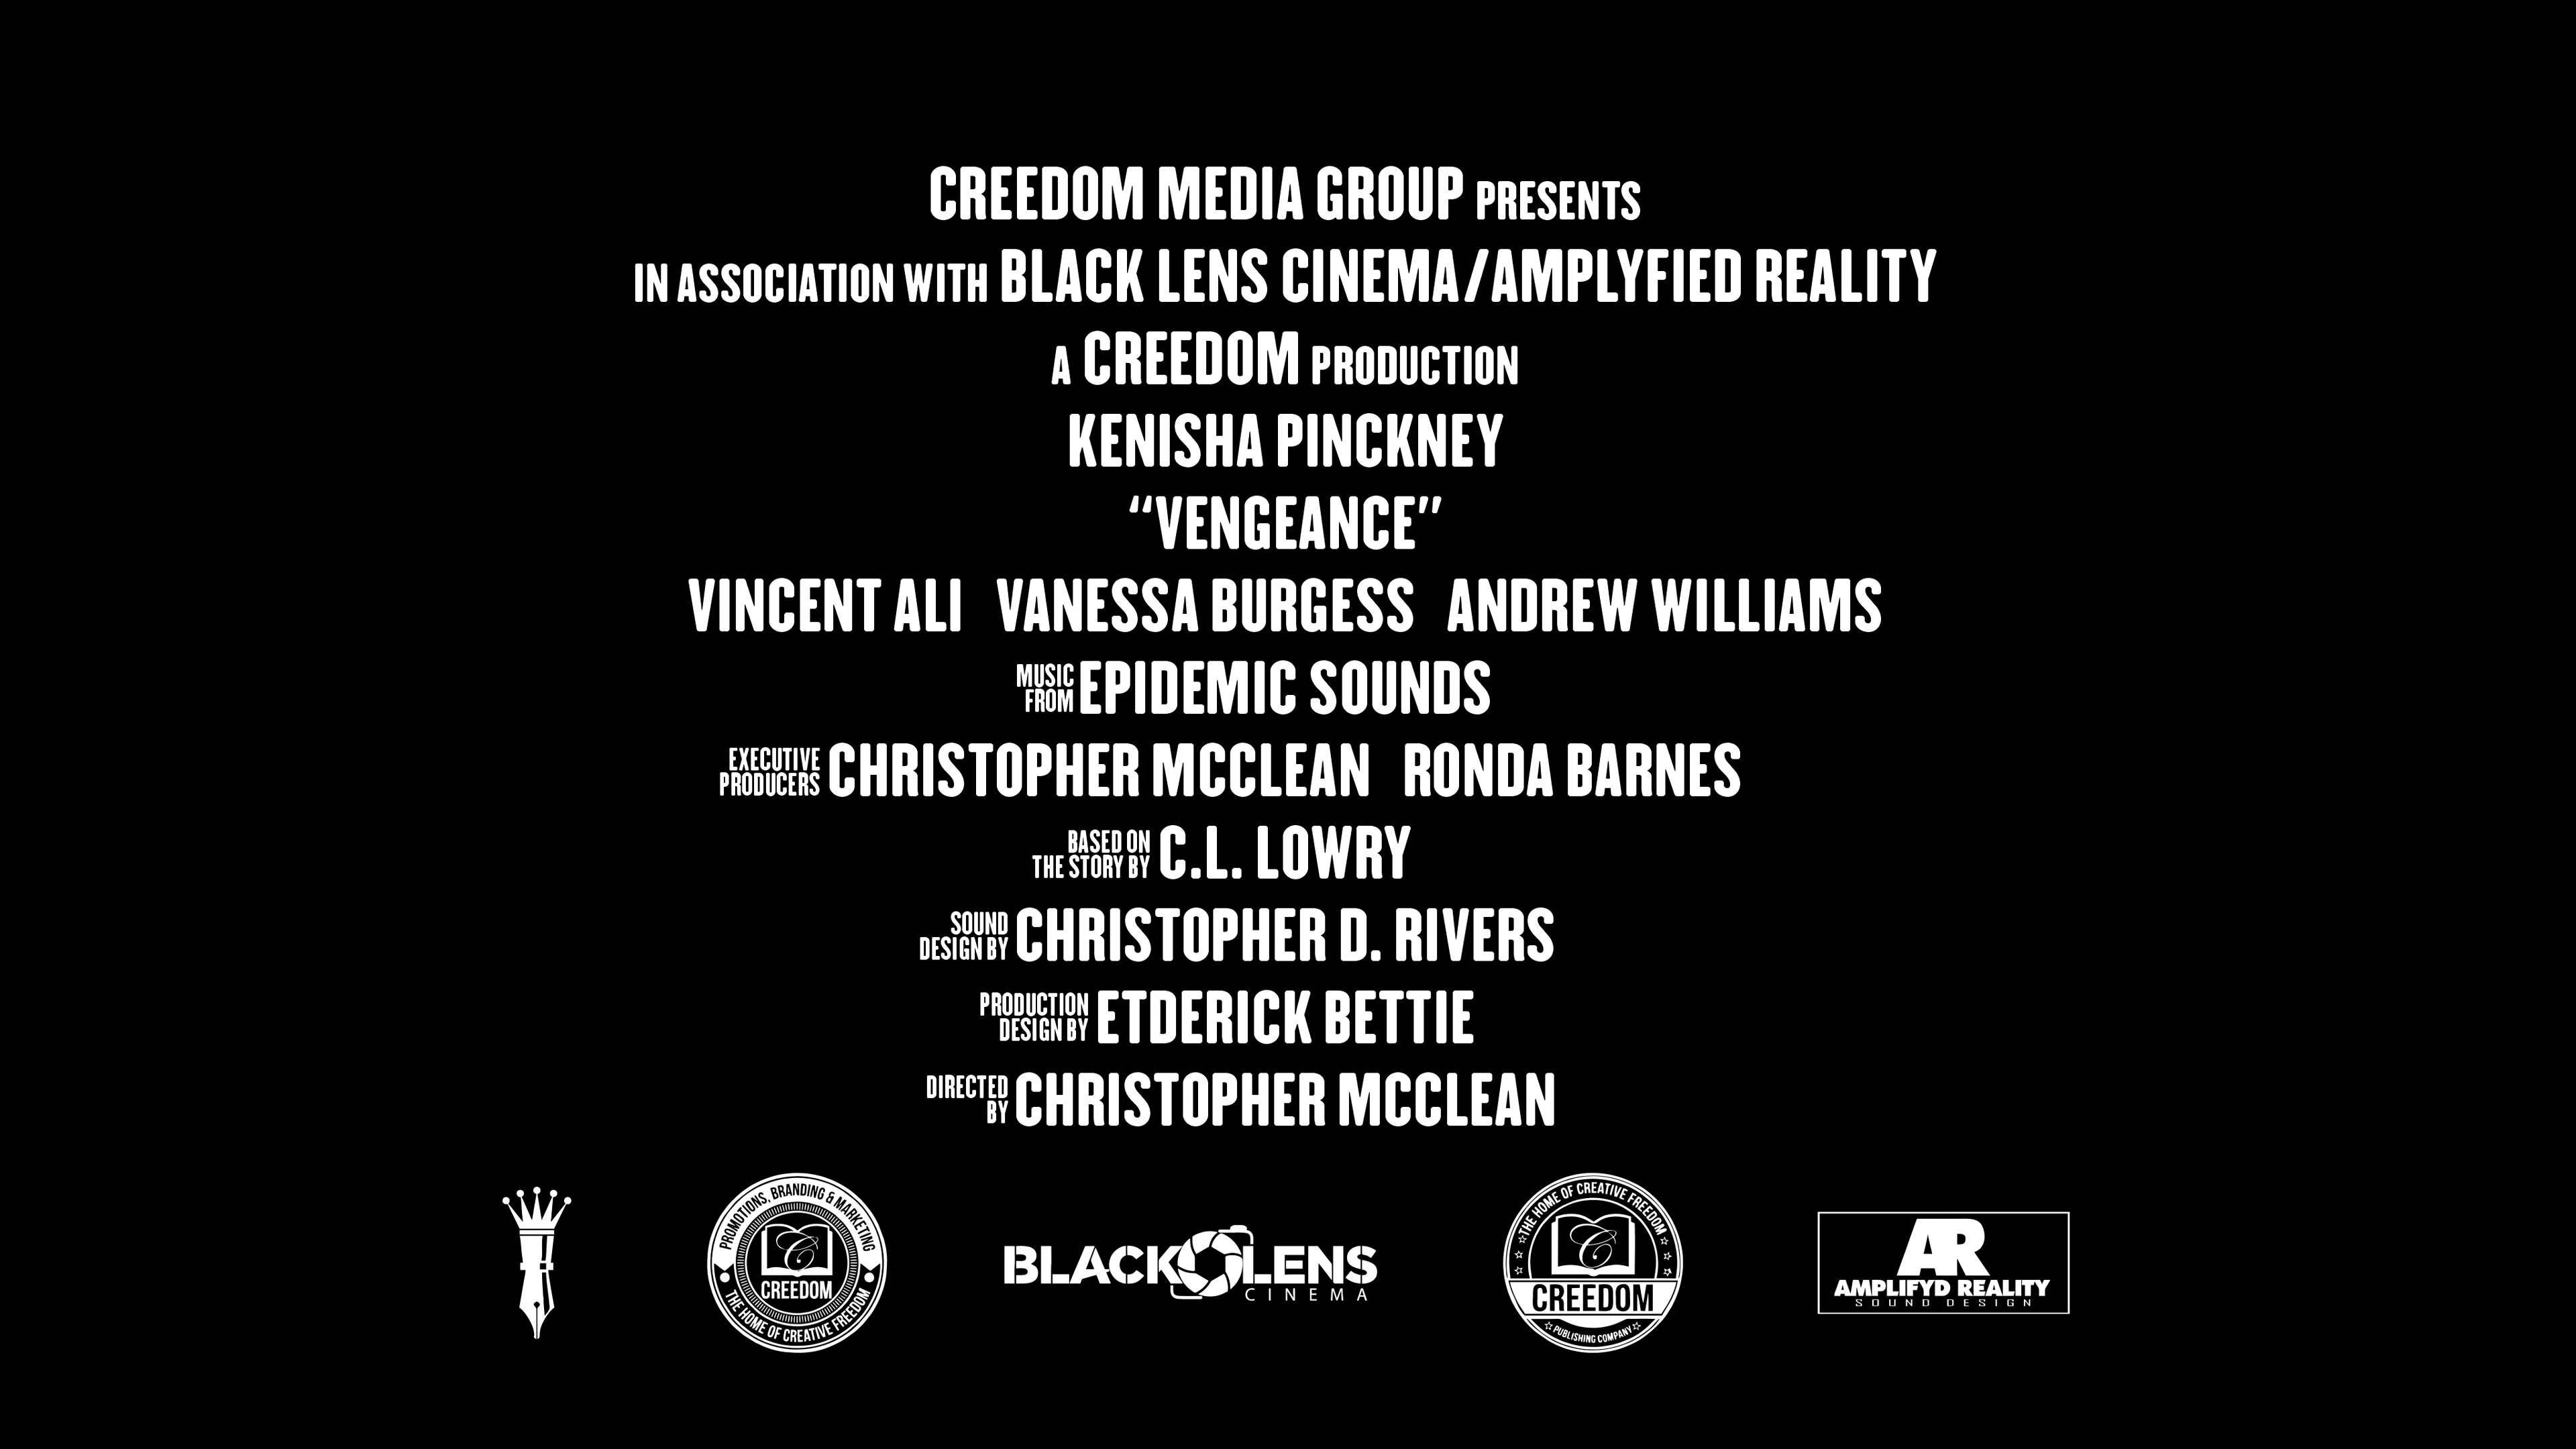 CREEDOM MEDIA GROUP PRESENTS
IN ASSOCIATION WITH BLACK LENS CINEMA/AMPLYFIED REALITY
A CREEDOM PRODUCTION
KENISHA PINCKNEY
“VENGEANCE”
VINCENT ALI VANESSA BURGESS ANDREW WILLIAMS
MUSIC FROM EPIDEMIC SOUNDS
EXECUTIVE PRODUCERS CHRISTOPHER MCCLEAN RONDA BARNES
BASED ON THE STORY BY C.L. LOWRY
SOUND DESIGN BY CHRISTOPHER D. RIVERS
PRODUCTION DESIGN BY ETDERICK BETTIE
DIRECTED BY CHRISTOPHER MCCLEAN
PROMOTIONS, BRANDING & MARKETING
C
CREEDOM
THE HOME OF CREATIVE FREEDOM
BLACK LENS
CINEMA
THE HOME OF CREATIVE FREEDOM
C
CREEDOM
PUBLISHING COMPANY
AR
AMPLIFYD REALITY
SOUND DESIGN